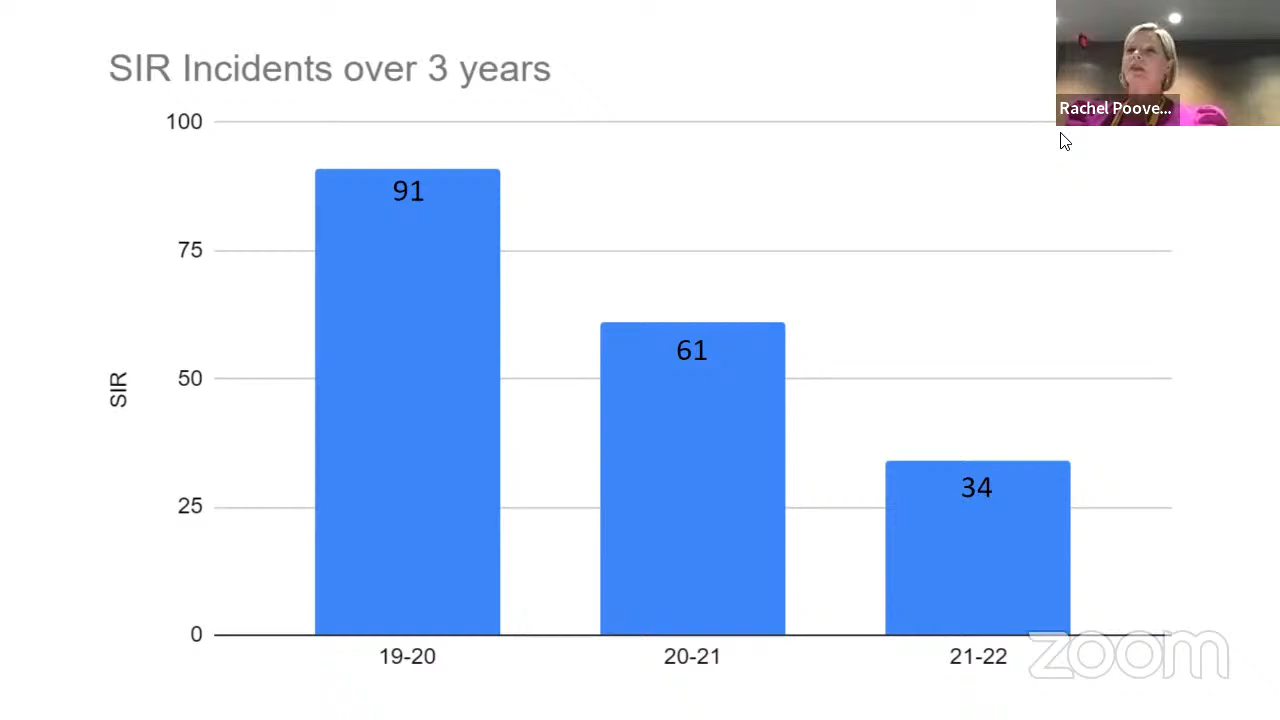 SIR Incidents over 3 years
Rachel Poove...
100
75
50
25
0
SIR
91
61
34
19-20
20-21
21-22
zoom